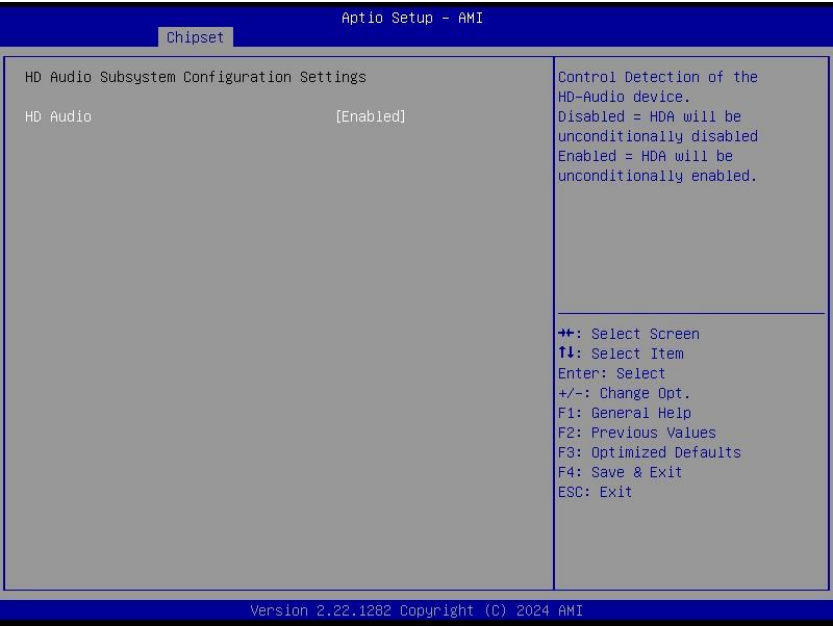 Aptio Setup – AMI
Chipset
HD Audio Subsystem Configuration Settings
HD Audio [Enabled]
Control Detection of the
HD-Audio device.
Disabled = HDA will be
unconditionally disabled
Enabled = HDA will be
unconditionally enabled.
→←: Select Screen
↑↓: Select Item
Enter: Select
+/-: Change Opt.
F1: General Help
F2: Previous Values
F3: Optimized Defaults
F4: Save & Exit
ESC: Exit
Version 2.22.1282 Copyright (C) 2024 AMI